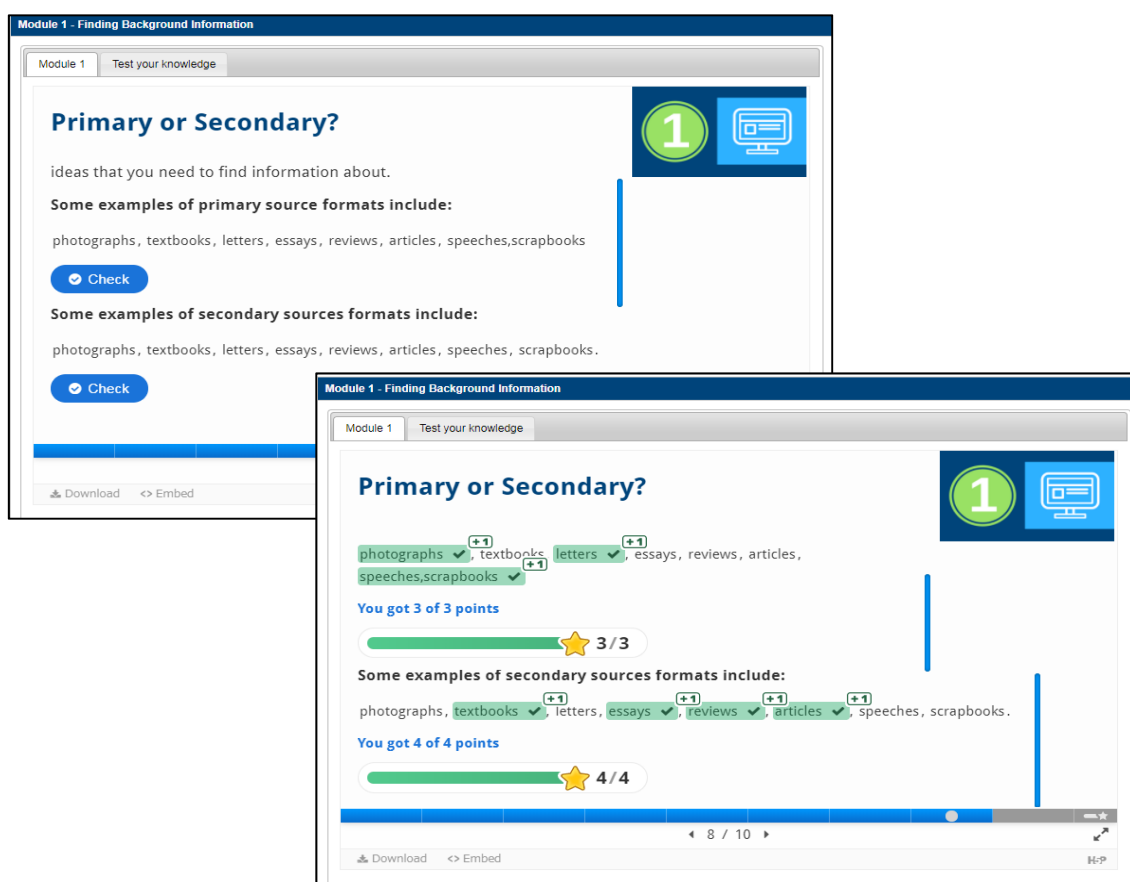 Module 1 - Finding Background Information
Module 1 Test your knowledge
Primary or Secondary?
1
ideas that you need to find information about.
Some examples of primary source formats include:
photographs, textbooks, letters, essays, reviews, articles, speeches,scrapbooks
Check
Some examples of secondary sources formats include:
photographs, textbooks, letters, essays, reviews, articles, speeches, scrapbooks.
Check
Download <> Embed
Module 1 - Finding Background Information
Module 1 Test your knowledge
Primary or Secondary?
1
+1 +1
photographs, textbooks, letters, essays, reviews, articles,
+1
speeches,scrapbooks
You got 3 of 3 points
3/3
Some examples of secondary sources formats include:
+1 +1 +1 +1
photographs, textbooks, letters, essays, reviews, articles, speeches, scrapbooks.
You got 4 of 4 points
4/4
8 / 10
Download <> Embed
H-P